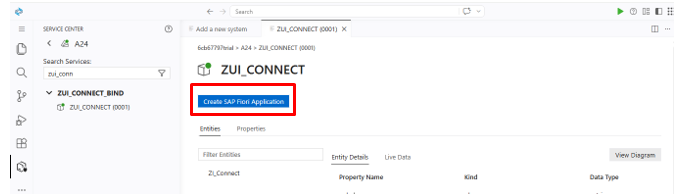 Search
SERVICE CENTER
Add a new system
ZUI_CONNECT (0001)
A24
6cb67797trial > A24 > ZUI_CONNECT (0001)
Search Services:
zui_conn
ZUI_CONNECT
ZUI_CONNECT_BIND
ZUI_CONNECT (0001)
Create SAP Fiori Application
Entities
Properties
Filter Entities
Entity Details
Live Data
View Diagram
ZI_Connect
Property Name
Kind
Data Type